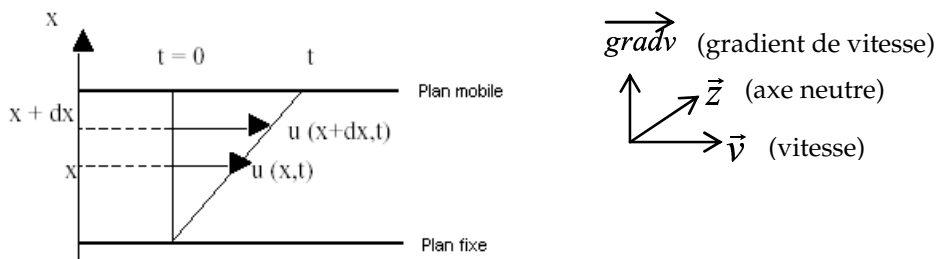 x
t = 0
t
Plan mobile
x + dx
u (x+dx,t)
x
u (x,t)
Plan fixe
gradv (gradient de vitesse)
z (axe neutre)
v (vitesse)